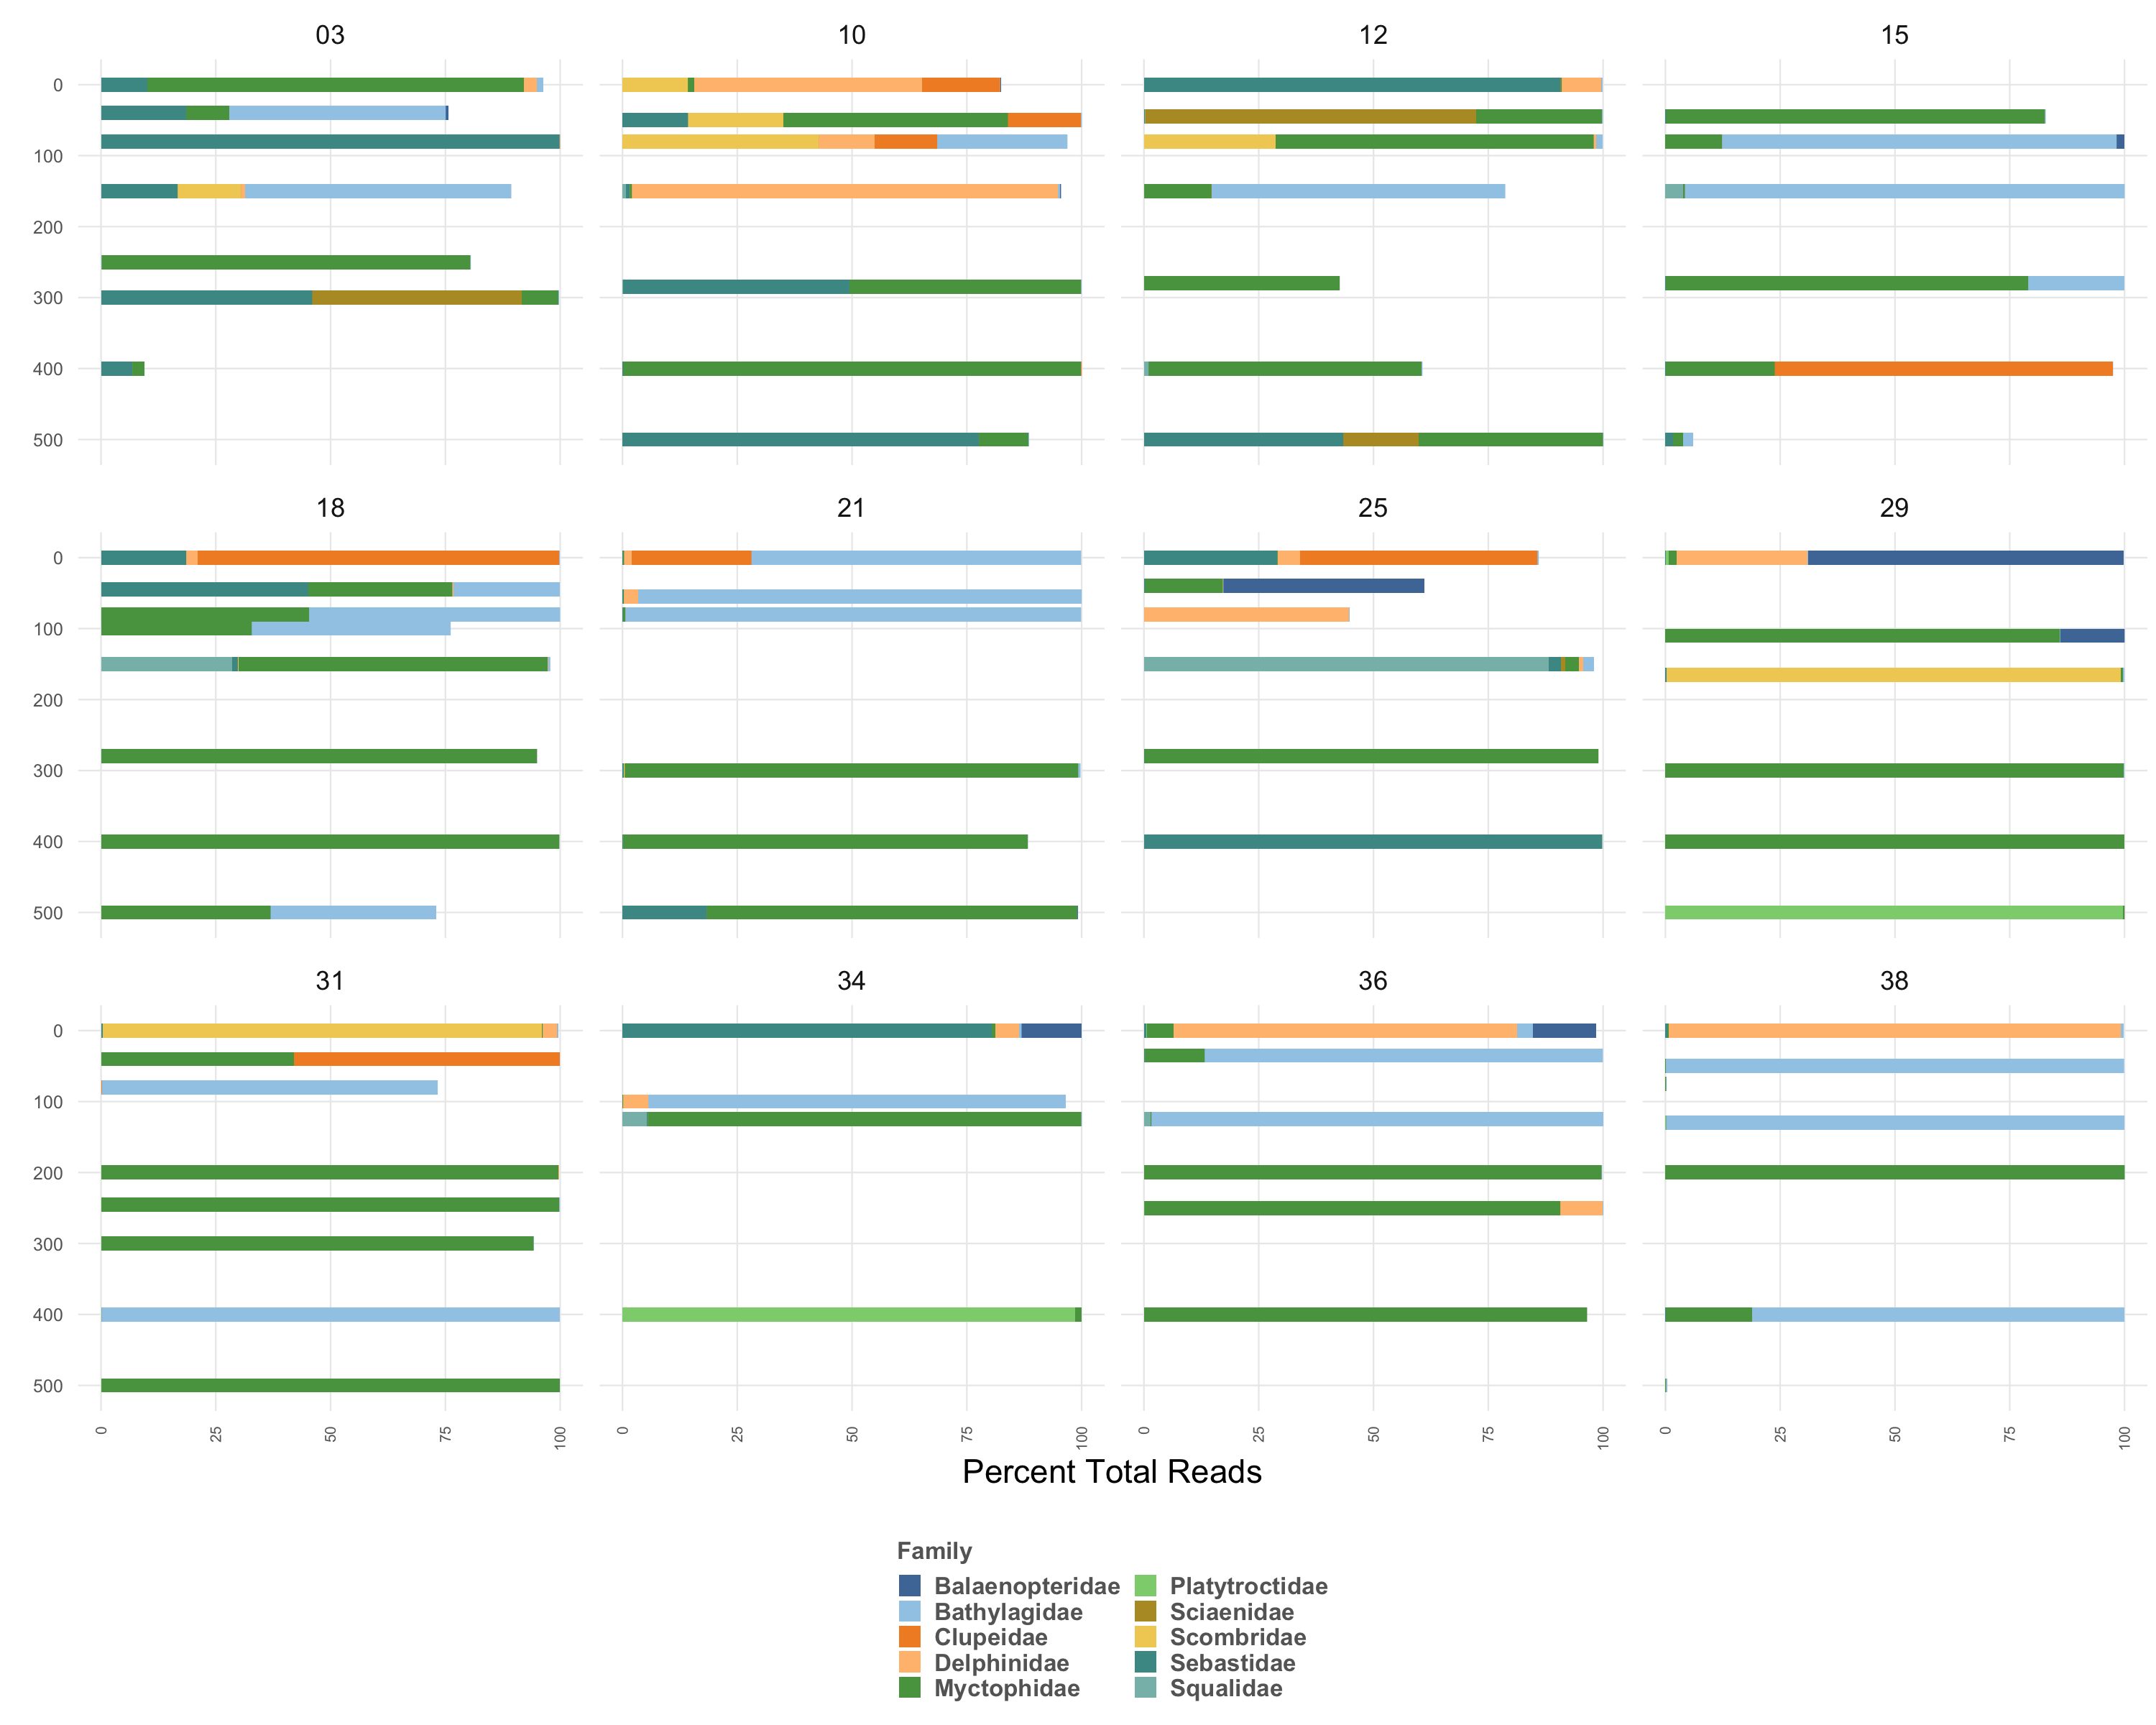 03 10 12 15
0
100
200
300
400
500
18 21 25 29
0
100
200
300
400
500
31 34 36 38
0
100
200
300
400
500
0 25 50 75 100 0 25 50 75 100 0 25 50 75 100 0 25 50 75 100
Percent Total Reads
Family
Balaenopteridae Platytroctidae
Bathylagidae Sciaenidae
Clupeidae Scombridae
Delphinidae Sebastidae
Myctophidae Squalidae